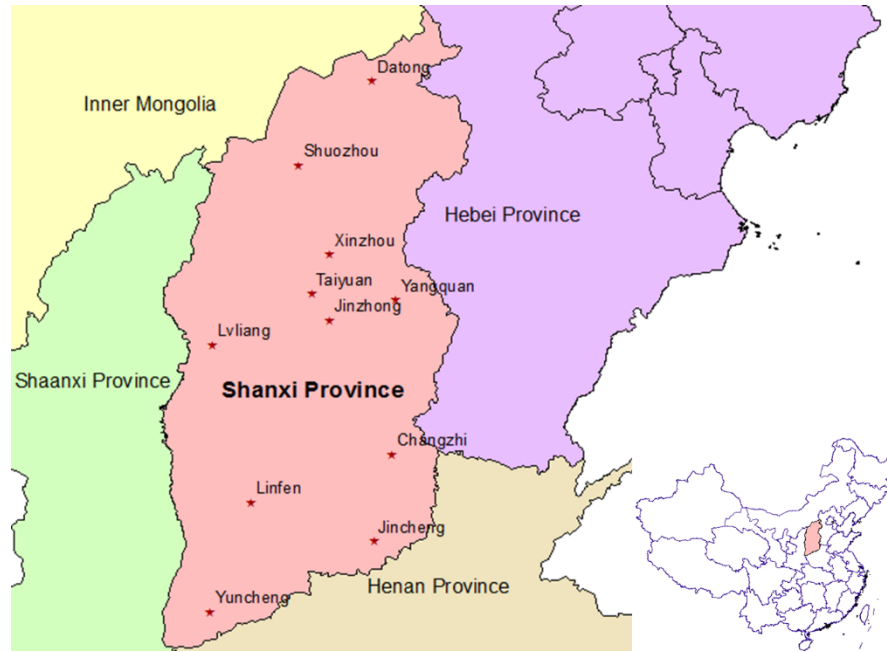 Datong
Inner Mongolia
Shuozhou
Hebei Province
Xinzhou
Taiyuan
Yangquan
Jinzhong
Lvliang
Shaanxi Province
Shanxi Province
Changzhi
Linfen
Jincheng
Henan Province
Yuncheng